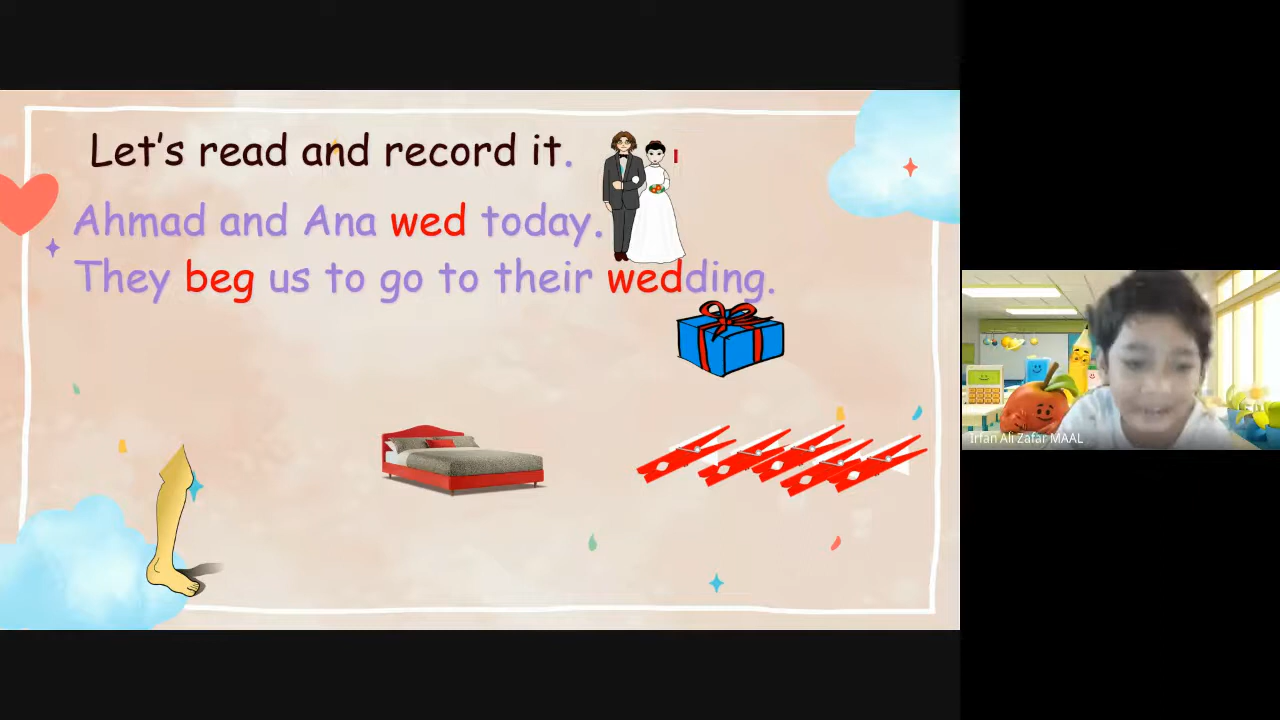 Let's read and record it.
Ahmad and Ana wed today.
They beg us to go to their wedding.
Irfan Ali Zafar MAAL